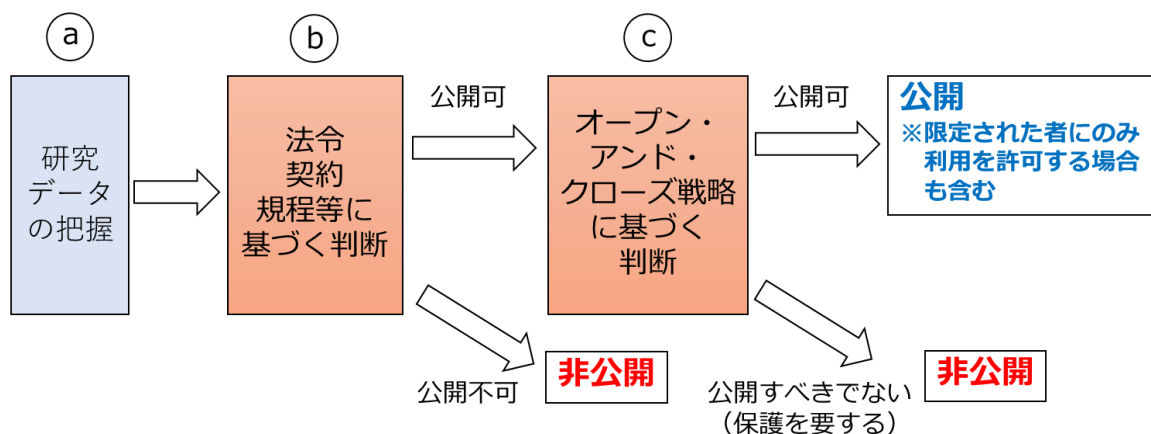 a
b
c
研究
データ
の把握
法令
契約
規程等に
基づく判断
公開可
オープン・
アンド・
クローズ戦略
に基づく
判断
公開可
公開
※限定された者にのみ
利用を許可する場合
も含む
公開不可
非公開
公開すべきでない
（保護を要する）
非公開